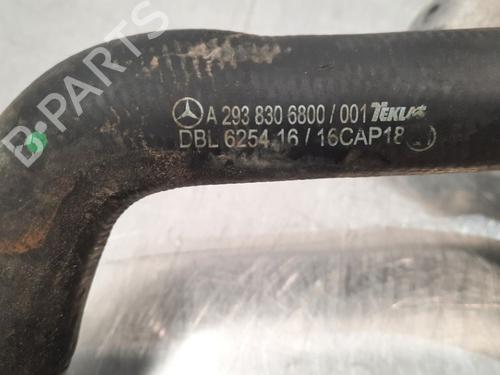 A 293 830 6800 / 001 TEKLAS
DBL 6254.16 / 16CAP18
B-PARTS